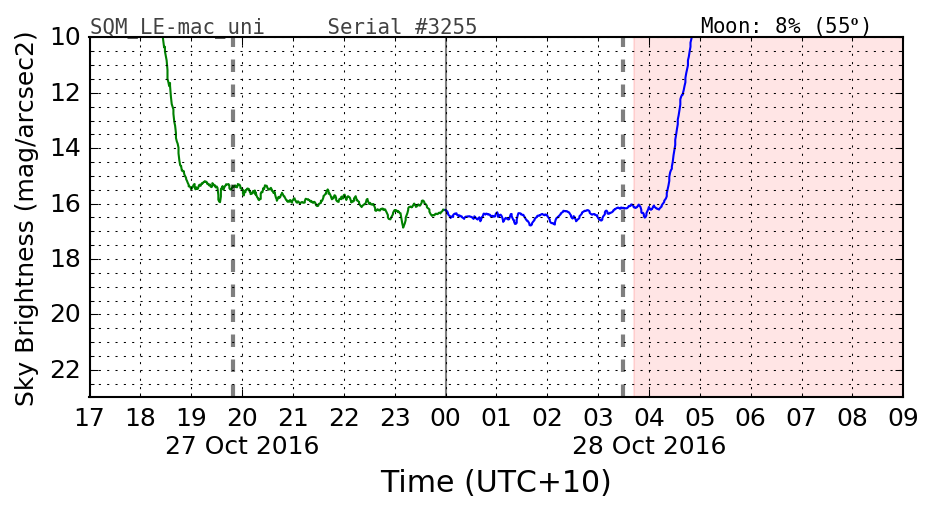 SQM_LE-mac_uni Serial #3255 Moon: 8% (55°)
Sky Brightness (mag/arcsec2)
10
12
14
16
18
20
22
17 18 19 20 21 22 23 00 01 02 03 04 05 06 07 08 09
27 Oct 2016 28 Oct 2016
Time (UTC+10)